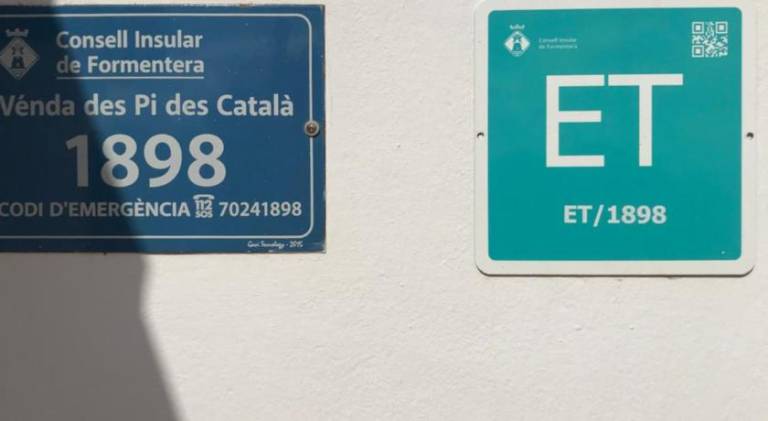 Consell Insular
de Formentera
Vénda des Pi des Català
1898
CODI D'EMERGÈNCIA 112 SOS 70241898
Consell Insular
de Formentera
ET
ET/1898